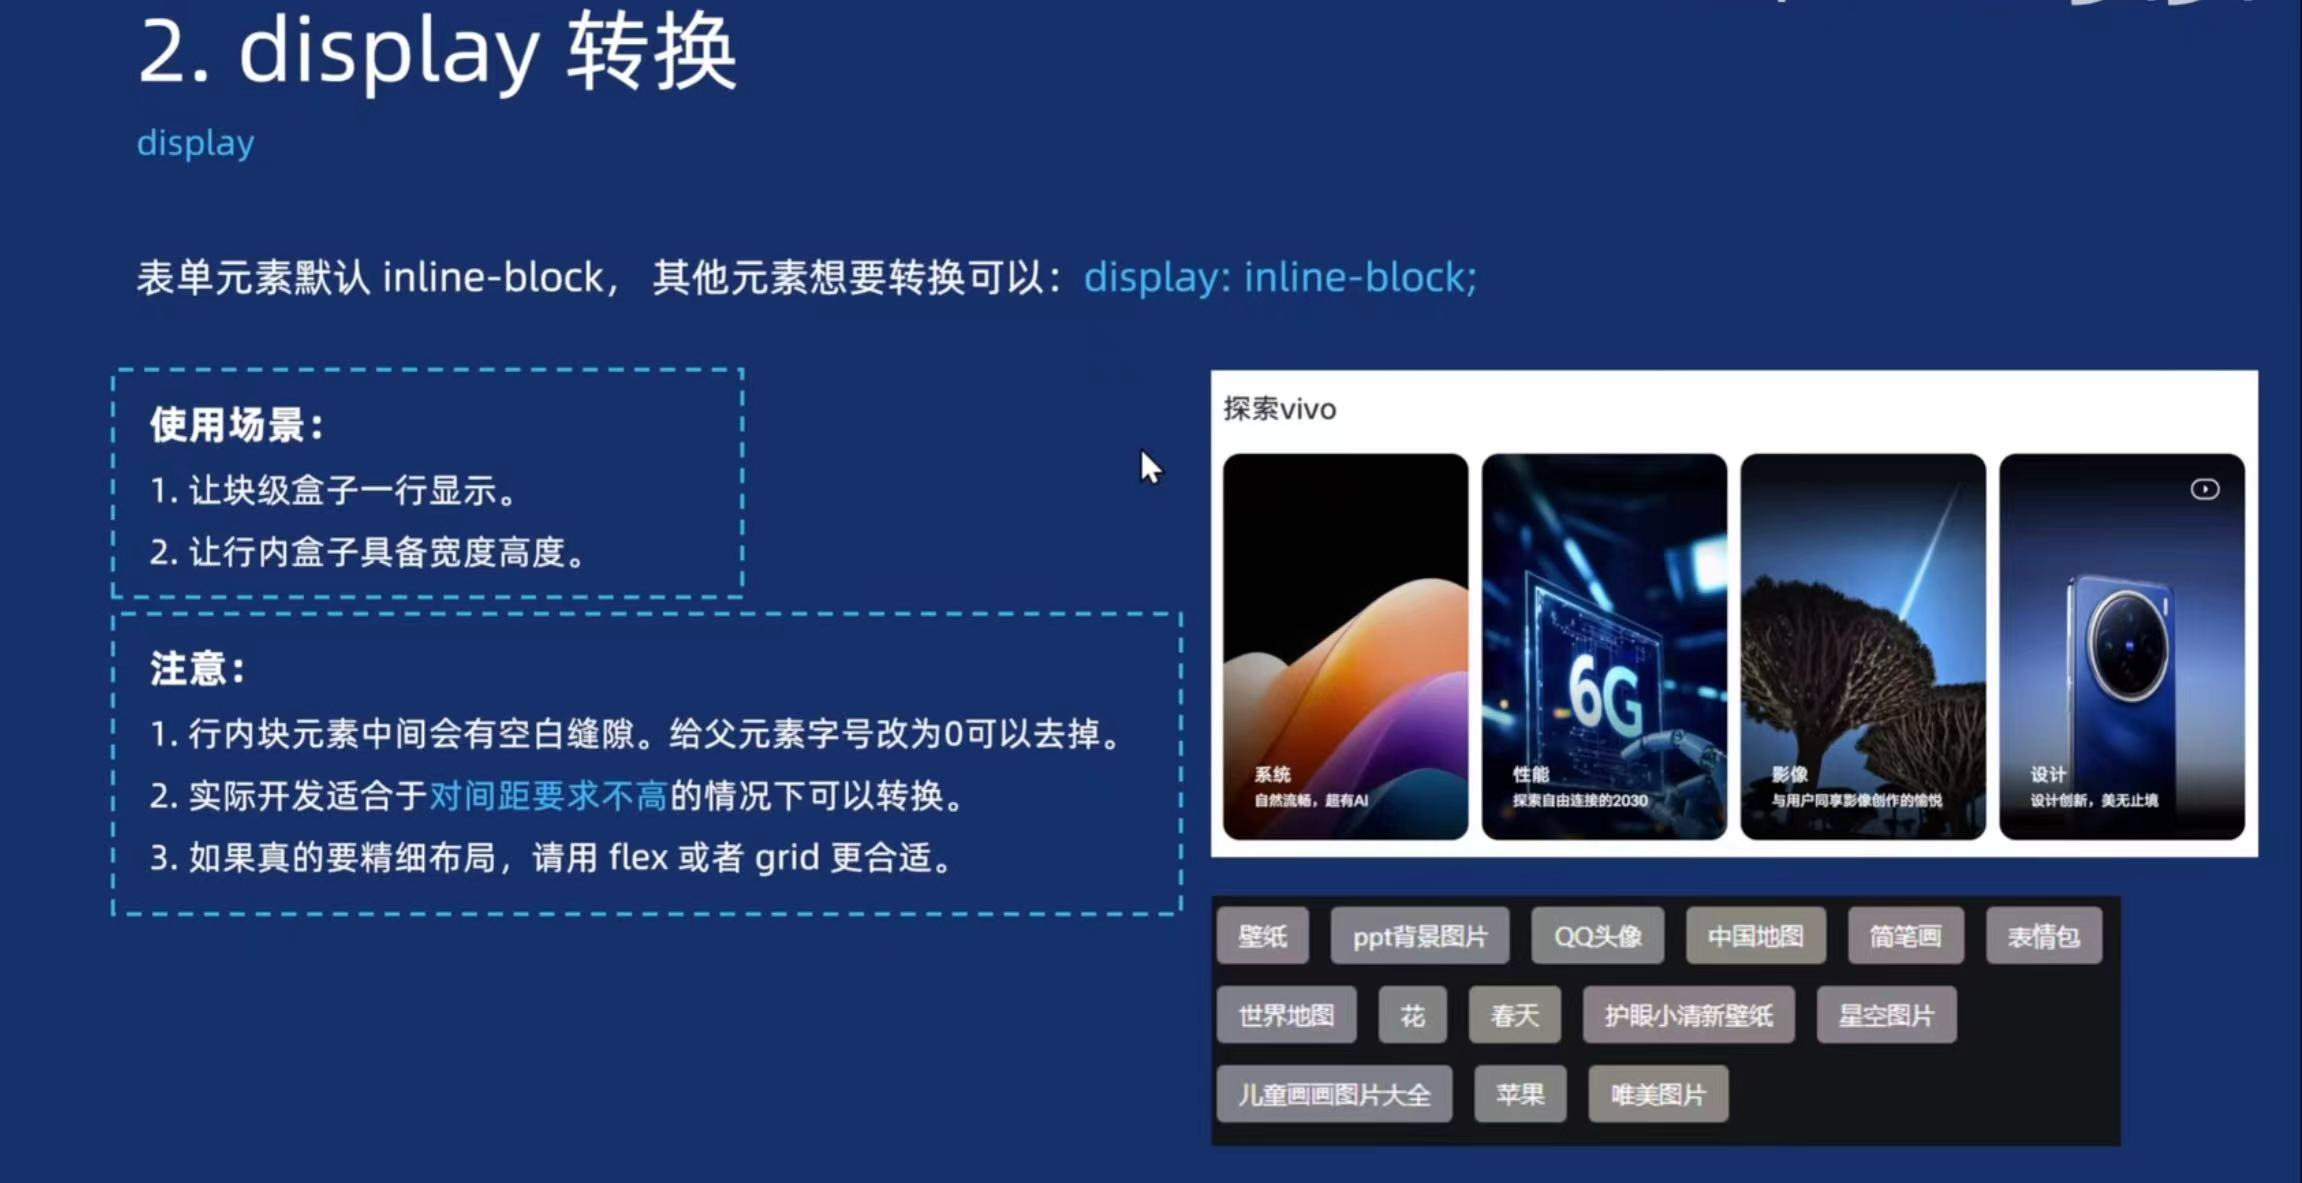 2. display 转换
display
表单元素默认 inline-block， 其他元素想要转换可以：display: inline-block;
使用场景：
1. 让块级盒子一行显示。
2. 让行内盒子具备宽度高度。
注意：
1. 行内块元素中间会有空白缝隙。给父元素字号改为0可以去掉。
2. 实际开发适合于对间距要求不高的情况下可以转换。
3. 如果真的要精细布局，请用 flex 或者 grid 更合适。
探索vivo
6G
系统
自然流畅，超有AI
性能
探索自由连接的2030
影像
与用户同享影像创作的愉悦
设计
设计创新，美无止境
壁纸 ppt背景图片 QQ头像 中国地图 简笔画 表情包
世界地图 花 春天 护眼小清新壁纸 星空图片
儿童画画图片大全 苹果 唯美图片